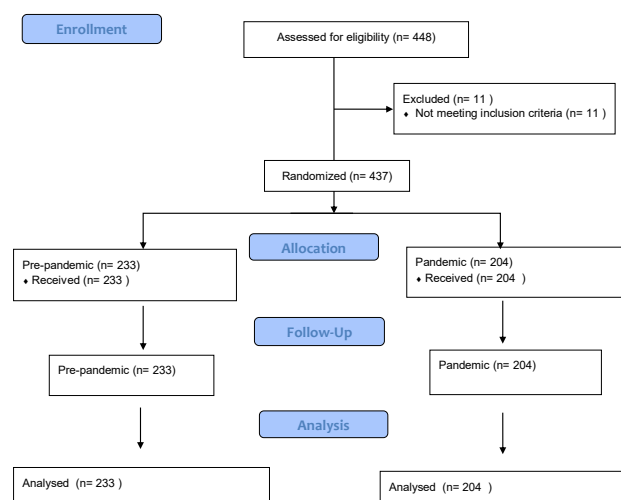 Enrollment
Assessed for eligibility (n= 448)
Excluded (n= 11 )
♦ Not meeting inclusion criteria (n= 11 )
Randomized (n= 437)
Allocation
Pre-pandemic (n= 233)
♦ Received (n= 233 )
Pandemic (n= 204)
♦ Received (n= 204 )
Follow-Up
Pre-pandemic (n= 233)
Pandemic (n= 204)
Analysis
Analysed (n= 233 )
Analysed (n= 204 )